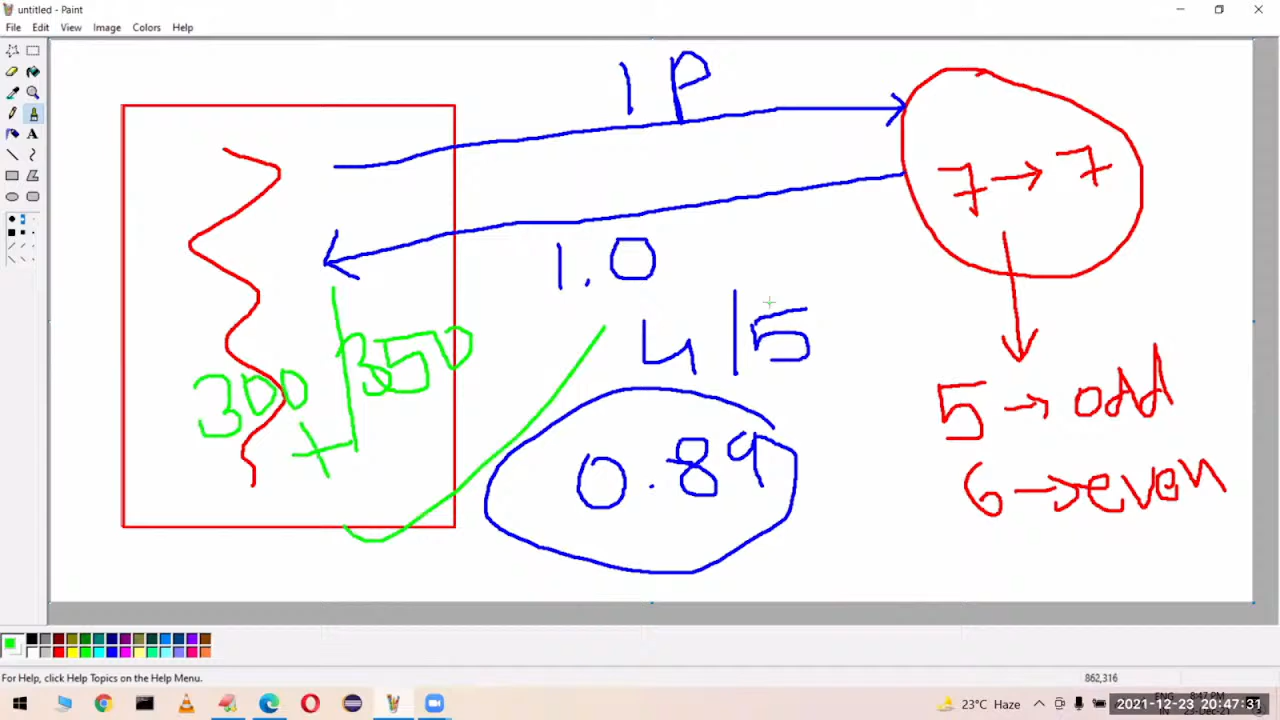 untitled - Paint
File Edit View Image Colors Help
1P
7 → 7
1.0
4|5
300 350
5 → odd
0.89
6 → even
For Help, click Help Topics on the Help Menu.
862,316
23°C Haze
2021-12-23 20:47:31